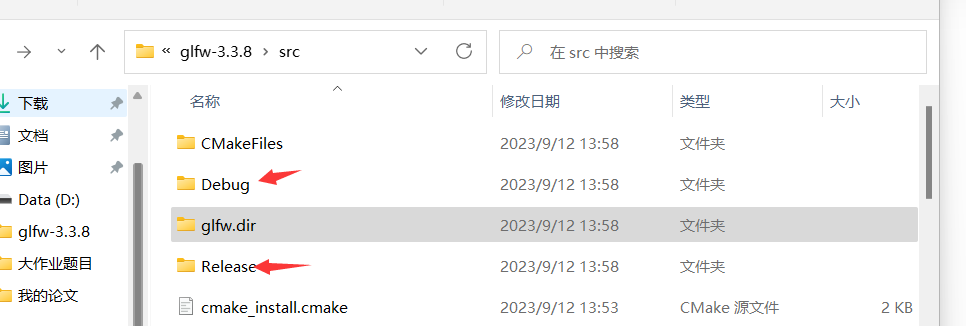 « glfw-3.3.8 › src
在 src 中搜索
下载
文档
图片
Data (D:)
glfw-3.3.8
大作业题目
我的论文
名称 修改日期 类型 大小
CMakeFiles 2023/9/12 13:58 文件夹
Debug 2023/9/12 13:58 文件夹
glfw.dir 2023/9/12 13:58 文件夹
Release 2023/9/12 13:58 文件夹
cmake_install.cmake 2023/9/12 13:53 CMake 源文件 2 KB